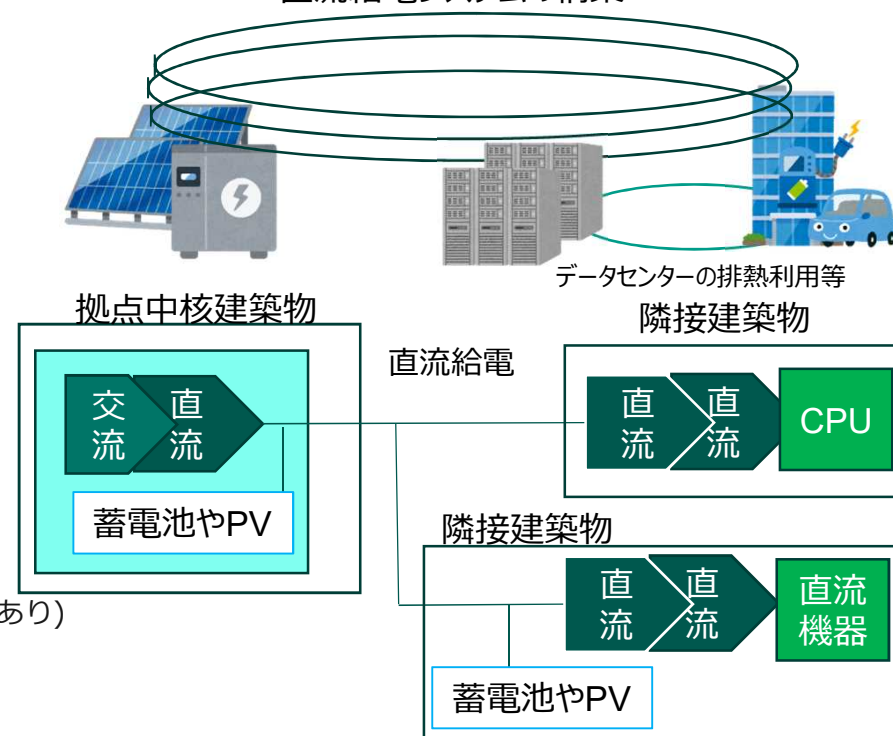 データセンターの排熱利用等
拠点中核建築物
隣接建築物
直流給電
交流
直流
直流
直流
CPU
蓄電池やPV
隣接建築物
直流
直流
直流
機器
あり)
蓄電池やPV